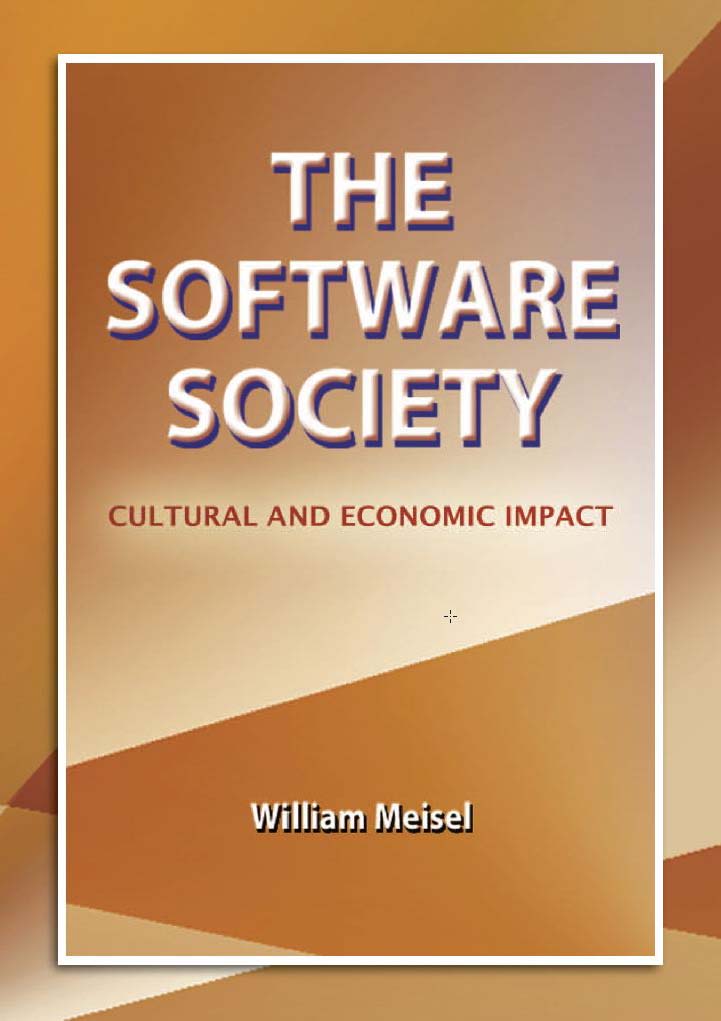 THE
SOFTWARE
SOCIETY
CULTURAL AND ECONOMIC IMPACT
William Meisel